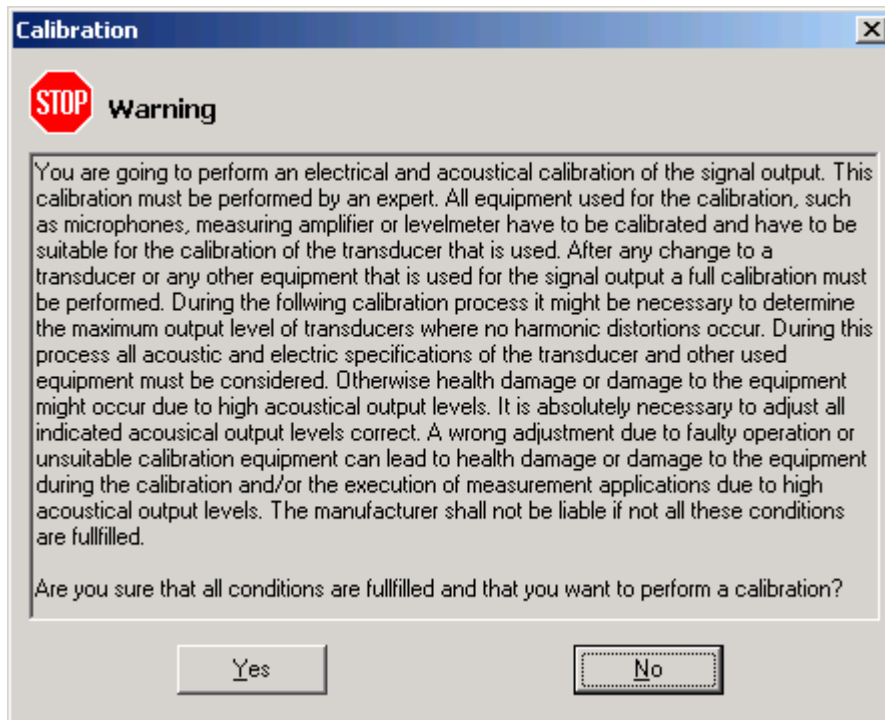 Calibration
STOP
Warning
You are going to perform an electrical and acoustical calibration of the signal output. This
calibration must be performed by an expert. All equipment used for the calibration, such
as microphones, measuring amplifier or levelmeter have to be calibrated and have to be
suitable for the calibration of the transducer that is used. After any change to a
transducer or any other equipment that is used for the signal output a full calibration must
be performed. During the follwing calibration process it might be necessary to determine
the maximum output level of transducers where no harmonic distortions occur. During this
process all acoustic and electric specifications of the transducer and other used
equipment must be considered. Otherwise health damage or damage to the equipment
might occur due to high acoustical output levels. It is absolutely necessary to adjust all
indicated acousical output levels correct. A wrong adjustment due to faulty operation or
unsuitable calibration equipment can lead to health damage or damage to the equipment
during the calibration and/or the execution of measurement applications due to high
acoustical output levels. The manufacturer shall not be liable if not all these conditions
are fullfilled.
Are you sure that all conditions are fullfilled and that you want to perform a calibration?
Yes
No